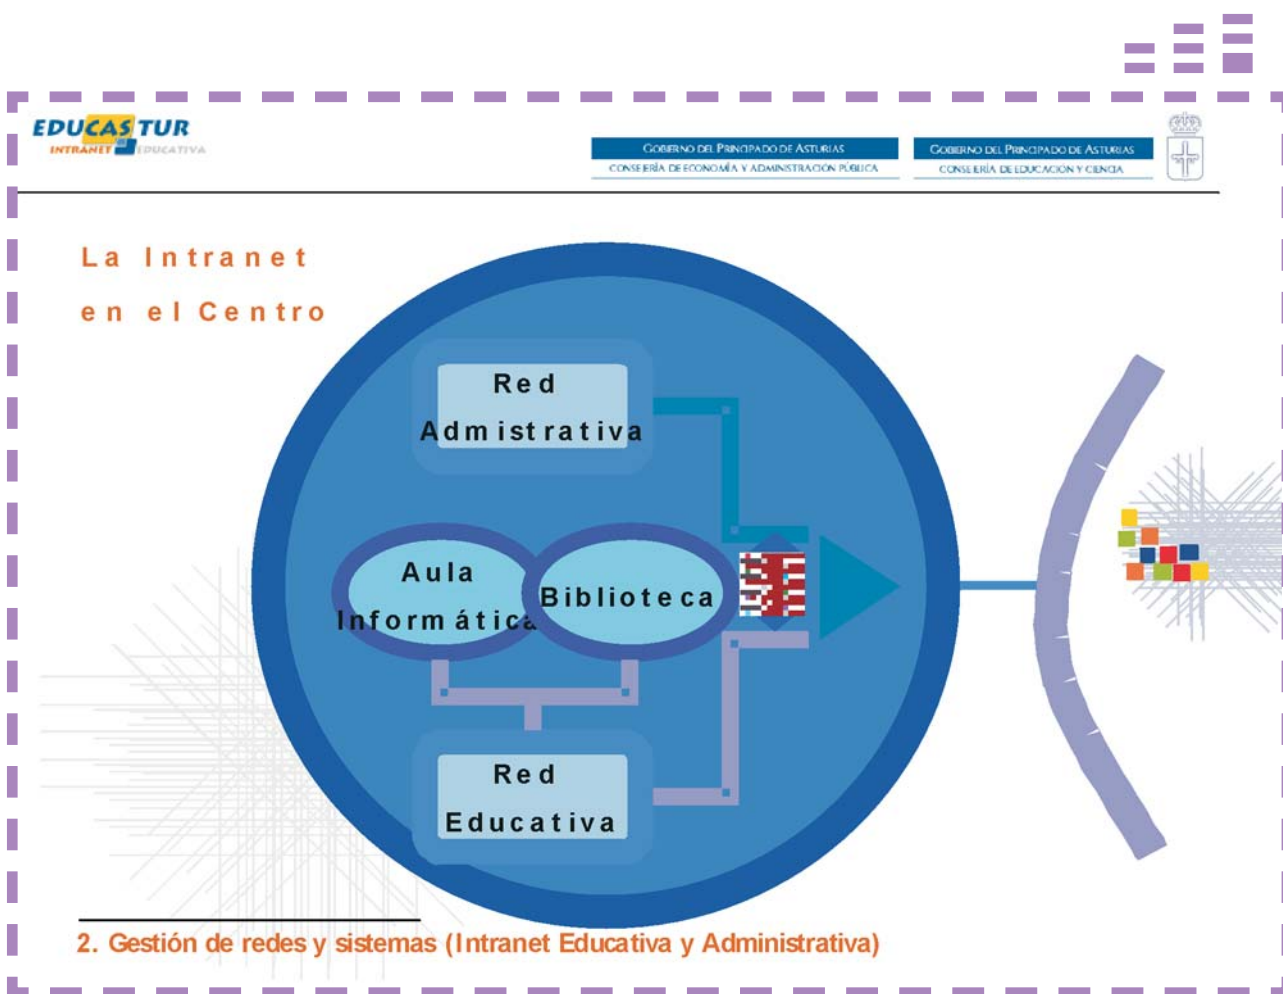 EDUCASTUR
INTRANET EDUCATIVA
GOBIERNO DEL PRINCIPADO DE ASTURIAS
CONSEJERÍA DE ECONOMÍA Y ADMINISTRACIÓN PÚBLICA
GOBIERNO DEL PRINCIPADO DE ASTURIAS
CONSEJERÍA DE EDUCACIÓN Y CIENCIA
La Intranet
en el Centro
Red
Admistrativa
Aula
Informática
Biblioteca
Red
Educativa
2. Gestión de redes y sistemas (Intranet Educativa y Administrativa)